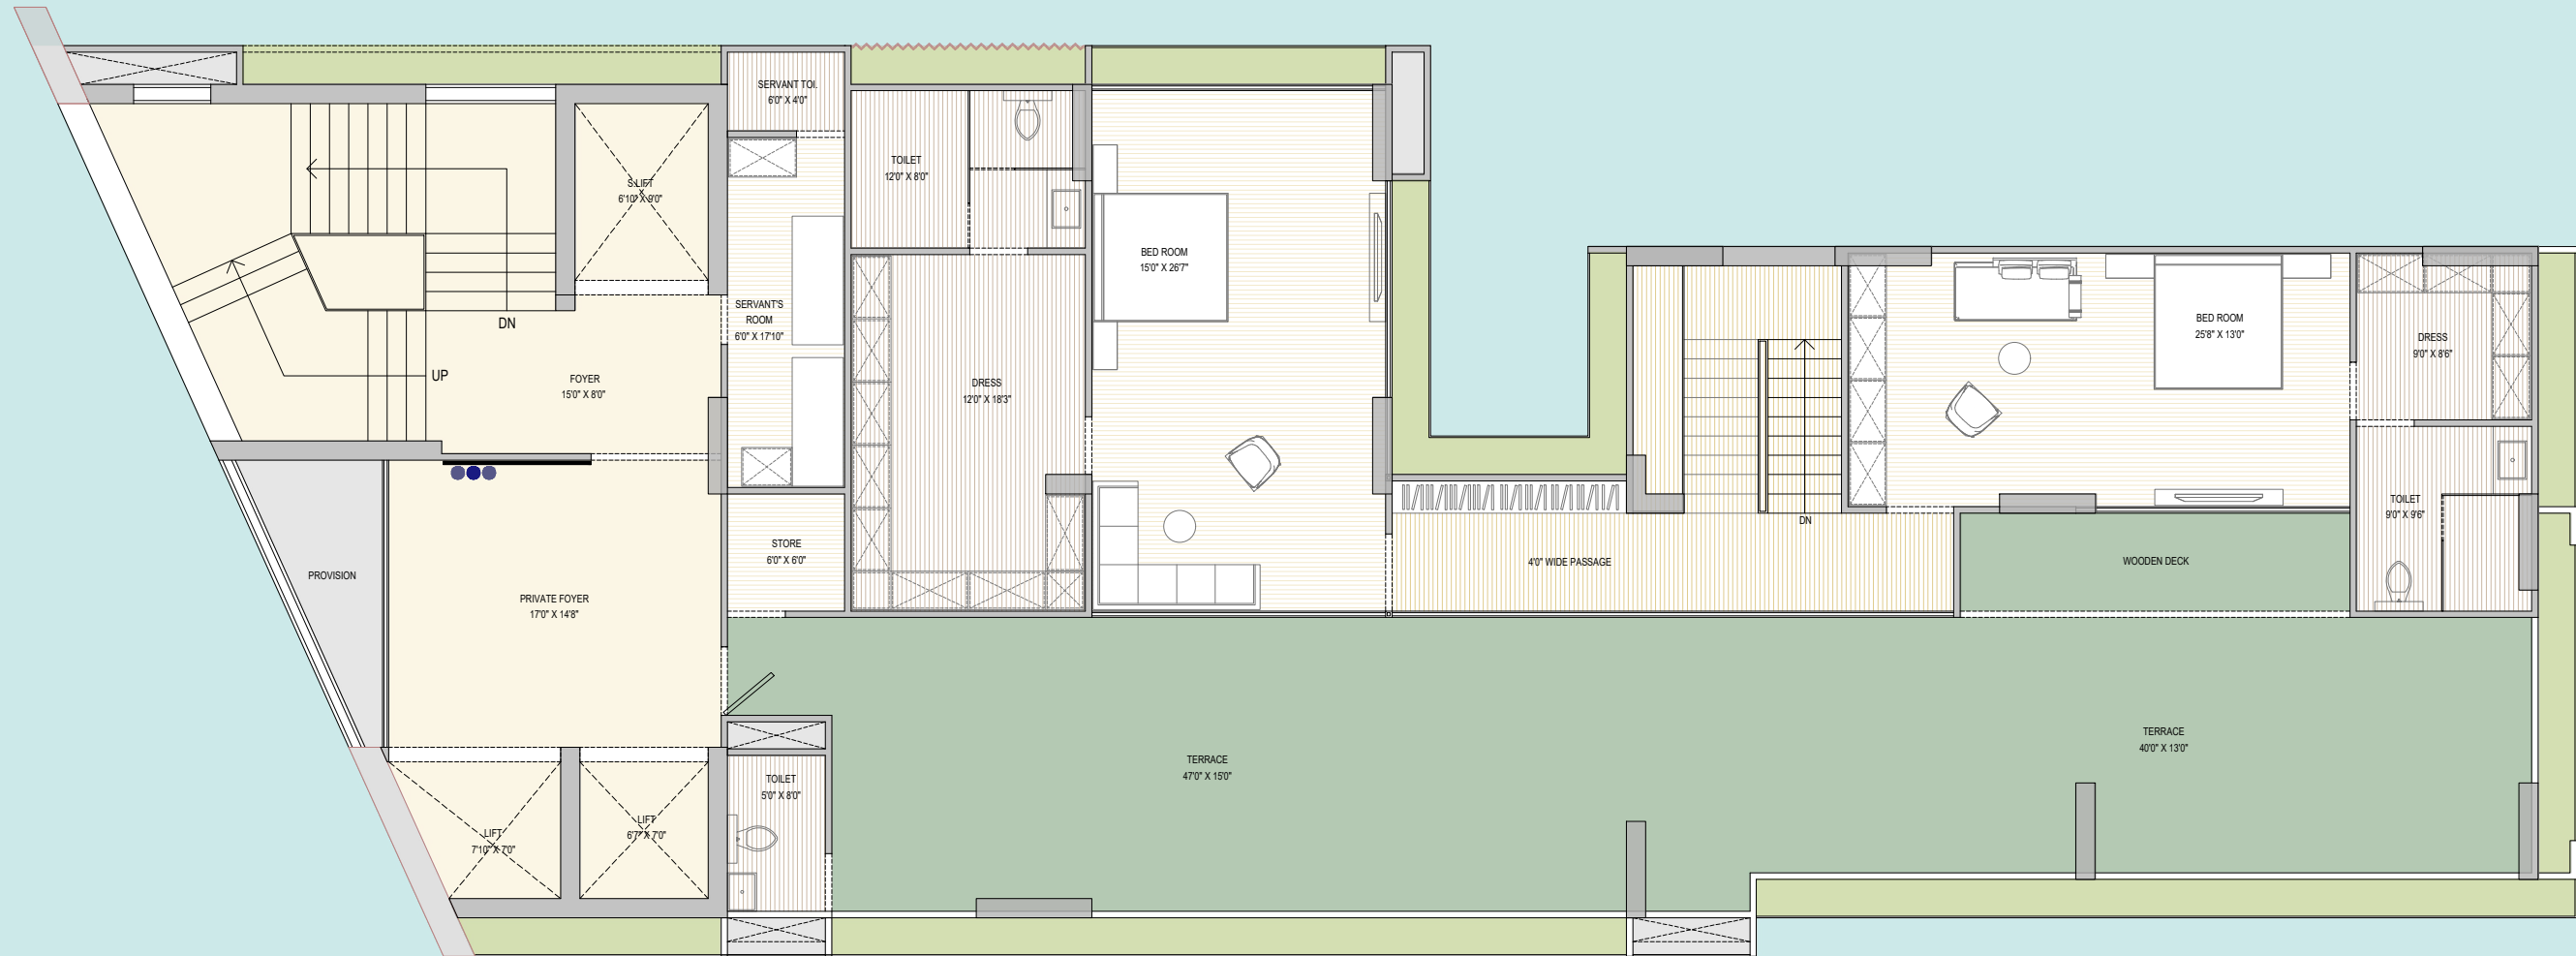 SERVANT TOI.
6'0" X 4'0"
TOILET
12'0" X 8'0"
S.LIFT
6'10" X 9'0"
BED ROOM
15'0" X 26'7"
SERVANT'S
ROOM
6'0" X 17'10"
DN
UP
FOYER
15'0" X 8'0"
DRESS
12'0" X 18'3"
BED ROOM
25'8" X 13'0"
DRESS
9'0" X 8'6"
TOILET
9'0" X 9'6"
DN
STORE
6'0" X 6'0"
4'0" WIDE PASSAGE
WOODEN DECK
PROVISION
PRIVATE FOYER
17'0" X 14'8"
TERRACE
47'0" X 15'0"
TERRACE
40'0" X 13'0"
TOILET
5'0" X 8'0"
LIFT
7'10" X 7'0"
LIFT
6'7" X 7'0"